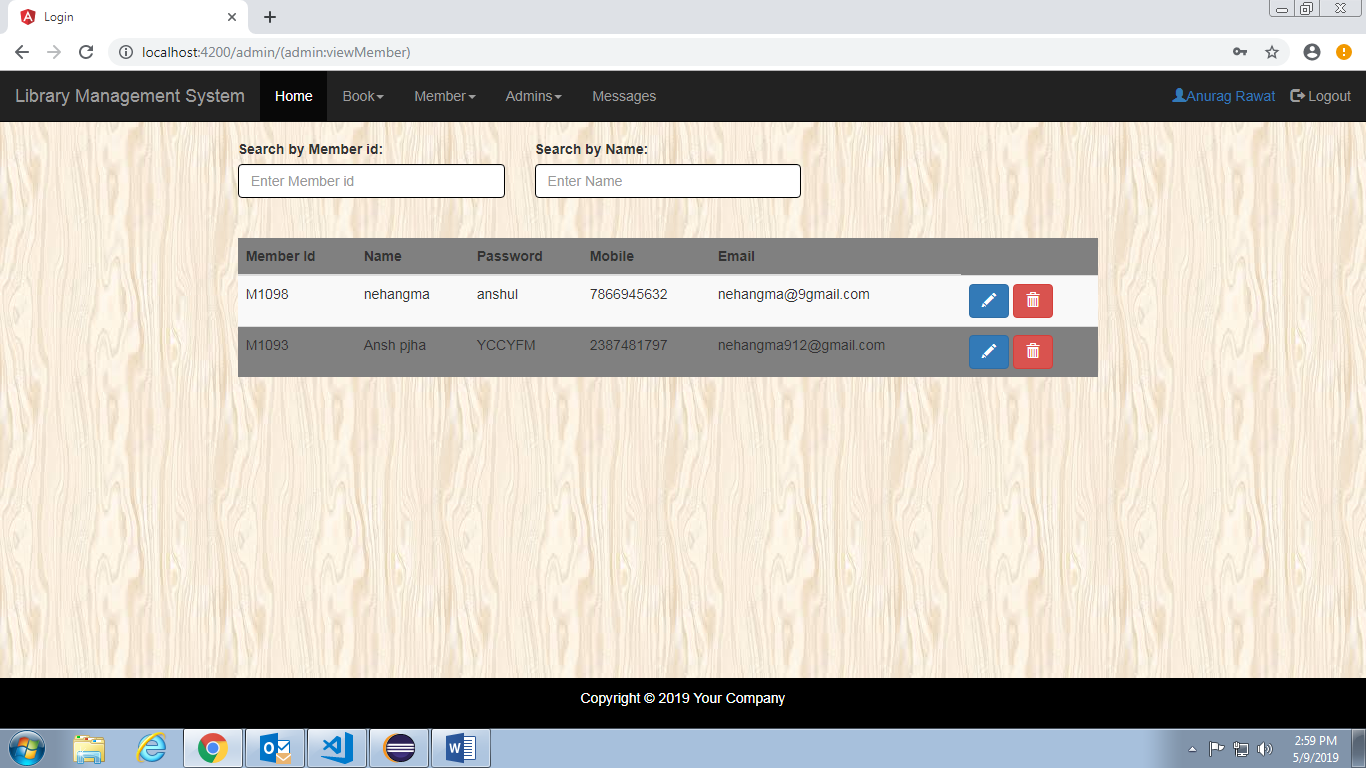 Login
localhost:4200/admin/(admin:viewMember)
Library Management System Home Book Member Admins Messages Anurag Rawat Logout
Search by Member id: Search by Name:
Enter Member id Enter Name
Member Id Name Password Mobile Email
M1098 nehangma anshul 7866945632 nehangma@9gmail.com
M1093 Ansh pjha YCCYFM 2387481797 nehangma912@gmail.com
Copyright © 2019 Your Company
2:59 PM
5/9/2019